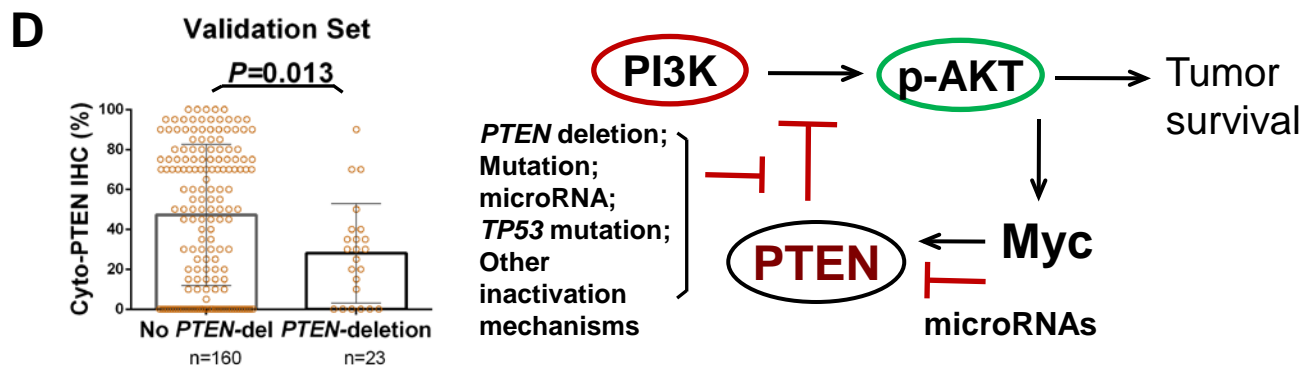 D
Validation Set
P=0.013
Cyto-PTEN IHC (%)
100
80
60
40
20
0
No PTEN-del PTEN-deletion
n=160 n=23
PI3K
p-AKT
Tumor
survival
PTEN deletion;
Mutation;
microRNA;
TP53 mutation;
Other
inactivation
mechanisms
PTEN
Myc
microRNAs